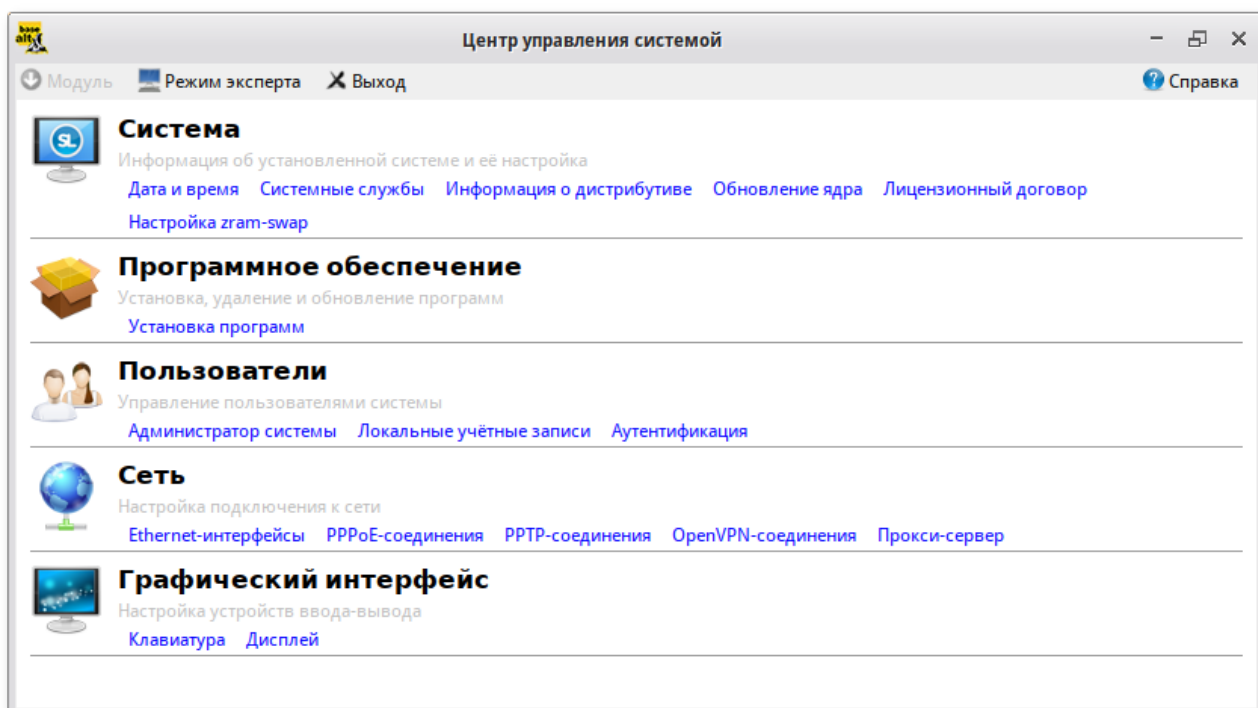 base
alt
Центр управления системой
Модуль Режим эксперта Выход Справка
SL
Система
Информация об установленной системе и её настройка
Дата и время Системные службы Информация о дистрибутиве Обновление ядра Лицензионный договор
Настройка zram-swap
Программное обеспечение
Установка, удаление и обновление программ
Установка программ
Пользователи
Управление пользователями системы
Администратор системы Локальные учётные записи Аутентификация
Сеть
Настройка подключения к сети
Ethernet-интерфейсы PPPoE-соединения PPTP-соединения OpenVPN-соединения Прокси-сервер
Графический интерфейс
Настройка устройств ввода-вывода
Клавиатура Дисплей